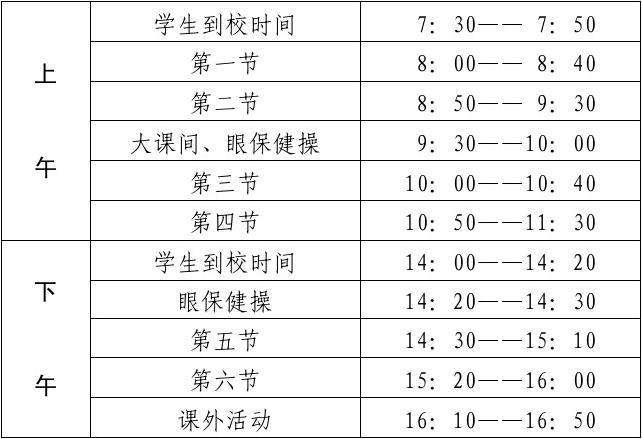 上午
学生到校时间 7：30—— 7：50
第一节 8：00—— 8：40
第二节 8：50—— 9：30
大课间、眼保健操 9：30——10：00
第三节 10：00——10：40
第四节 10：50——11：30
下午
学生到校时间 14：00——14：20
眼保健操 14：20——14：30
第五节 14：30——15：10
第六节 15：20——16：00
课外活动 16：10——16：50